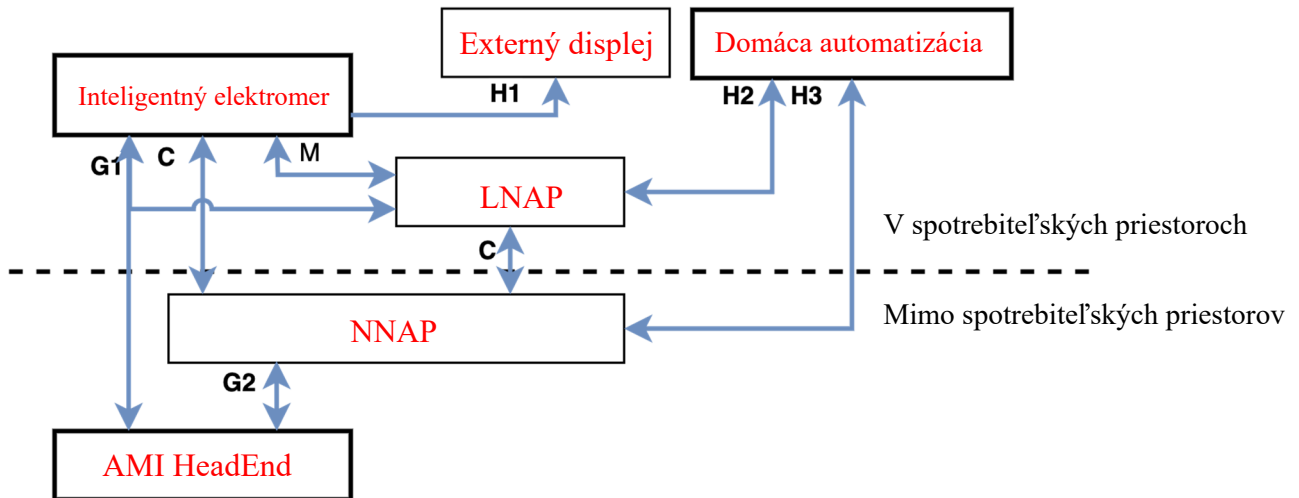 Externý displej
Domáca automatizácia
Inteligentný elektromer
H1
H2 H3
G1 C M
LNAP
V spotrebiteľských priestoroch
C
NNAP
Mimo spotrebiteľských priestorov
G2
AMI HeadEnd